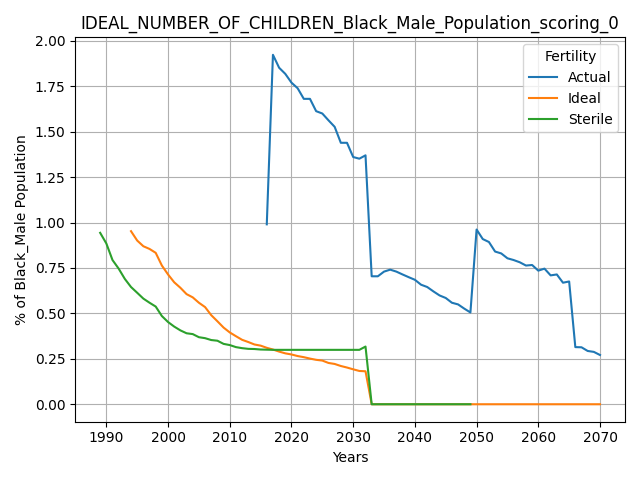 IDEAL_NUMBER_OF_CHILDREN_Black_Male_Population_scoring_0
% of Black_Male Population
2.00
1.75
1.50
1.25
1.00
0.75
0.50
0.25
0.00
Fertility
Actual
Ideal
Sterile
1990 2000 2010 2020 2030 2040 2050 2060 2070
Years